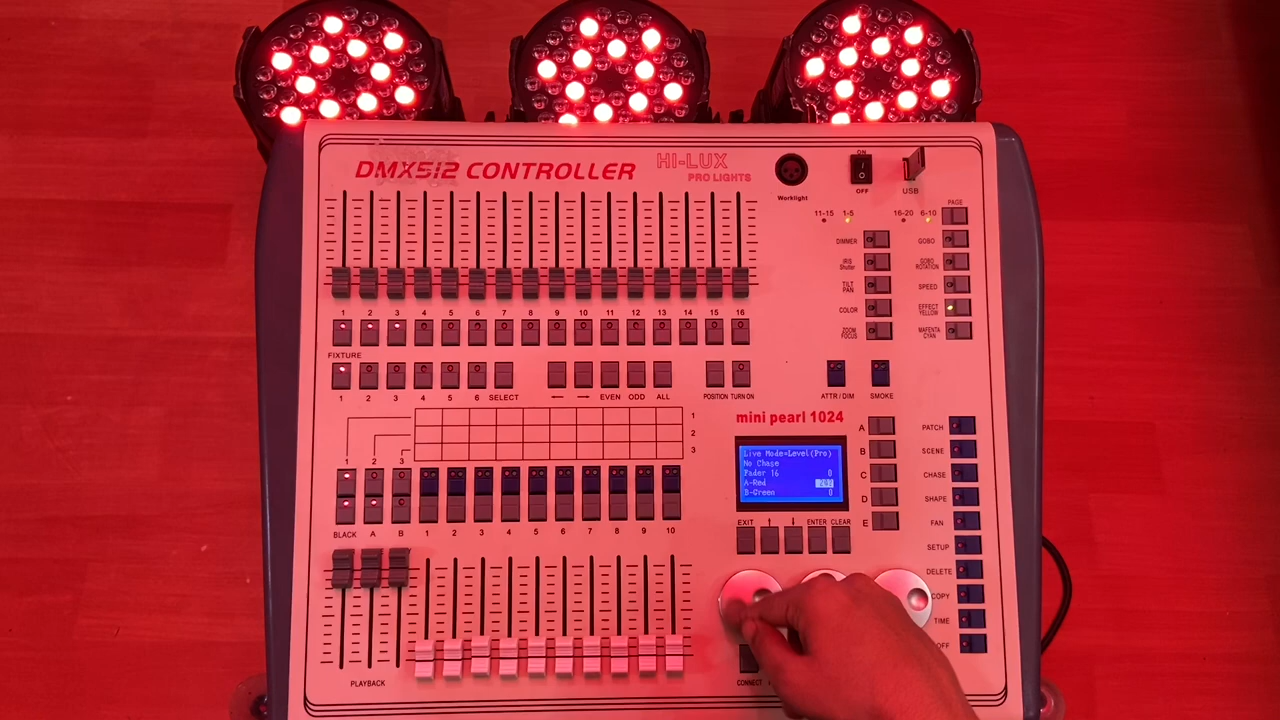 DMX512 CONTROLLER
HI-LUX
PRO LIGHTS
Worklight
ON
OFF
USB
11-15 1-5 16-20 6-10
PAGE
DIMMER GOBO
IRIS Shutter
GOBO ROTATION
TILT PAN
SPEED
COLOR
EFFECT YELLOW
ZOOM FOCUS
MAFENTA CYAN
1 2 3 4 5 6 7 8 9 10 11 12 13 14 15 16
FIXTURE
1 2 3 4 5 6 SELECT ← → EVEN ODD ALL POSITION TURN ON
ATTR / DIM SMOKE
mini pearl 1024
1
2
3
1 2 3
Live Mode=Level(Pro)
No Chase
Fader 16 0
A-Red
B-Green 0
A
B
C
D
E
PATCH
SCENE
CHASE
SHAPE
FAN
SETUP
DELETE
COPY
TIME
OFF
EXIT ↑ ↓ ENTER CLEAR
BLACK A B 1 2 3 4 5 6 7 8 9 10
PLAYBACK
CONNECT